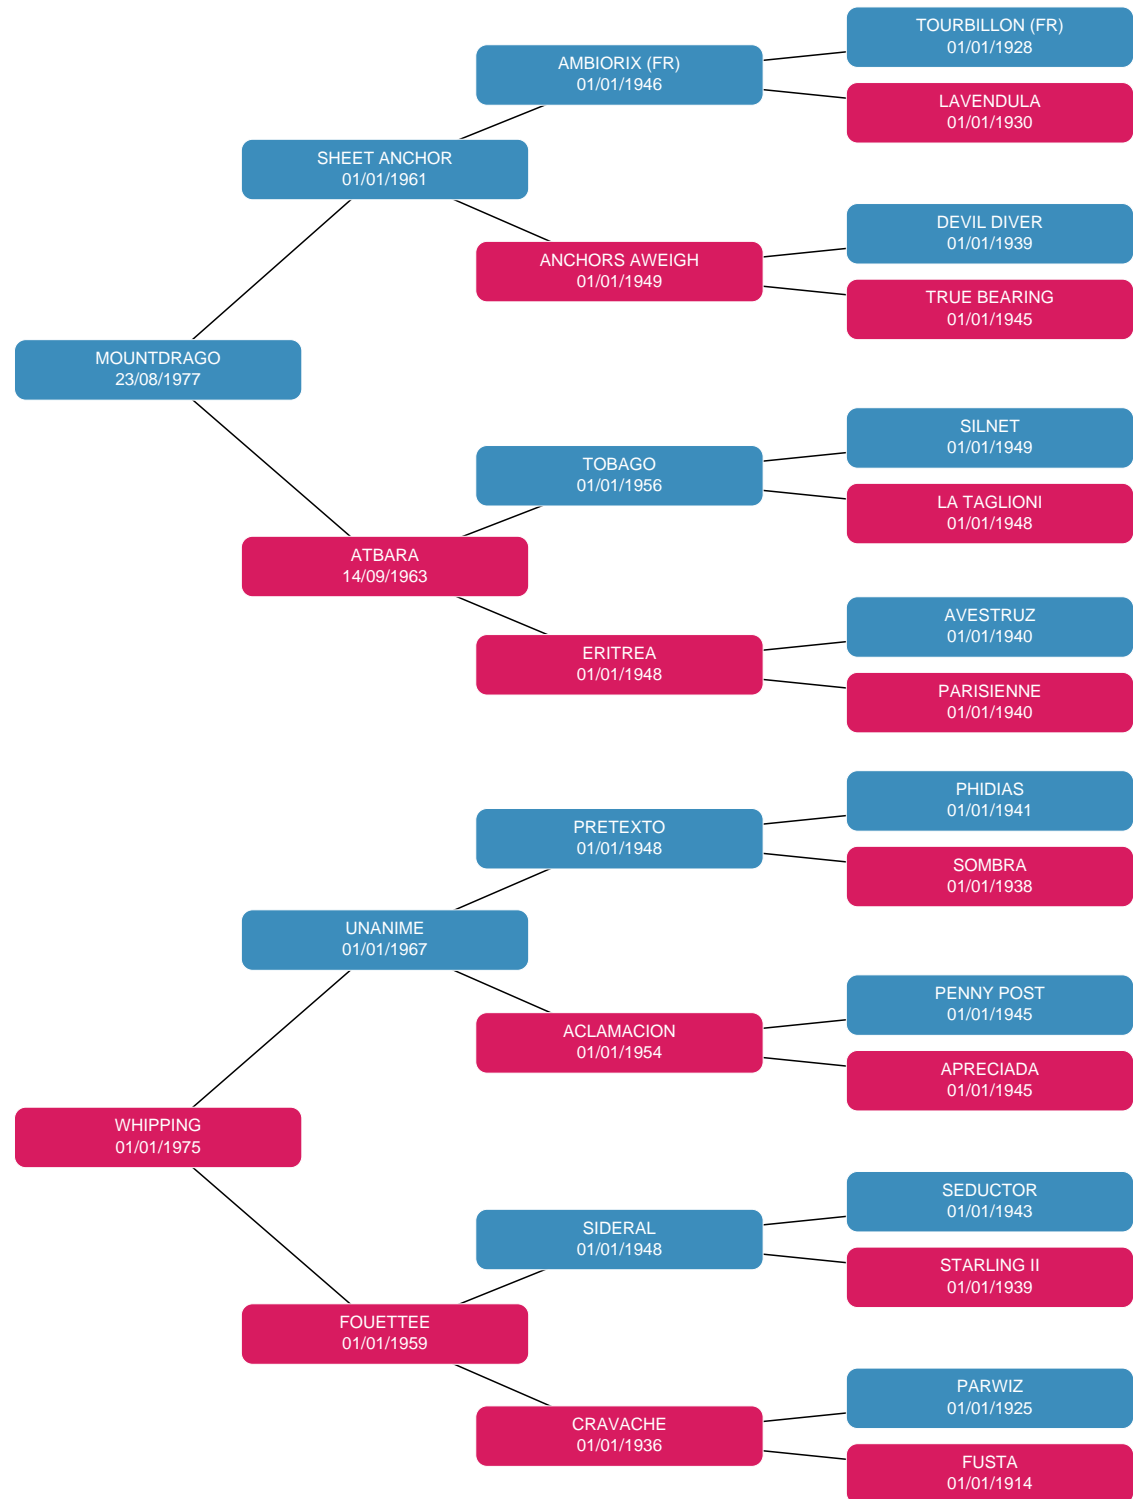 TOURBILLON (FR)
01/01/1928
AMBIORIX (FR)
01/01/1946
LAVENDULA
01/01/1930
SHEET ANCHOR
01/01/1961
DEVIL DIVER
01/01/1939
ANCHORS AWEIGH
01/01/1949
TRUE BEARING
01/01/1945
MOUNTDRAGO
23/08/1977
SILNET
01/01/1949
TOBAGO
01/01/1956
LA TAGLIONI
01/01/1948
ATBARA
14/09/1963
AVESTRUZ
01/01/1940
ERITREA
01/01/1948
PARISIENNE
01/01/1940
PHIDIAS
01/01/1941
PRETEXTO
01/01/1948
SOMBRA
01/01/1938
UNANIME
01/01/1967
PENNY POST
01/01/1945
ACLAMACION
01/01/1954
APRECIADA
01/01/1945
WHIPPING
01/01/1975
SEDUCTOR
01/01/1943
SIDERAL
01/01/1948
STARLING II
01/01/1939
FOUETTEE
01/01/1959
PARWIZ
01/01/1925
CRAVACHE
01/01/1936
FUSTA
01/01/1914